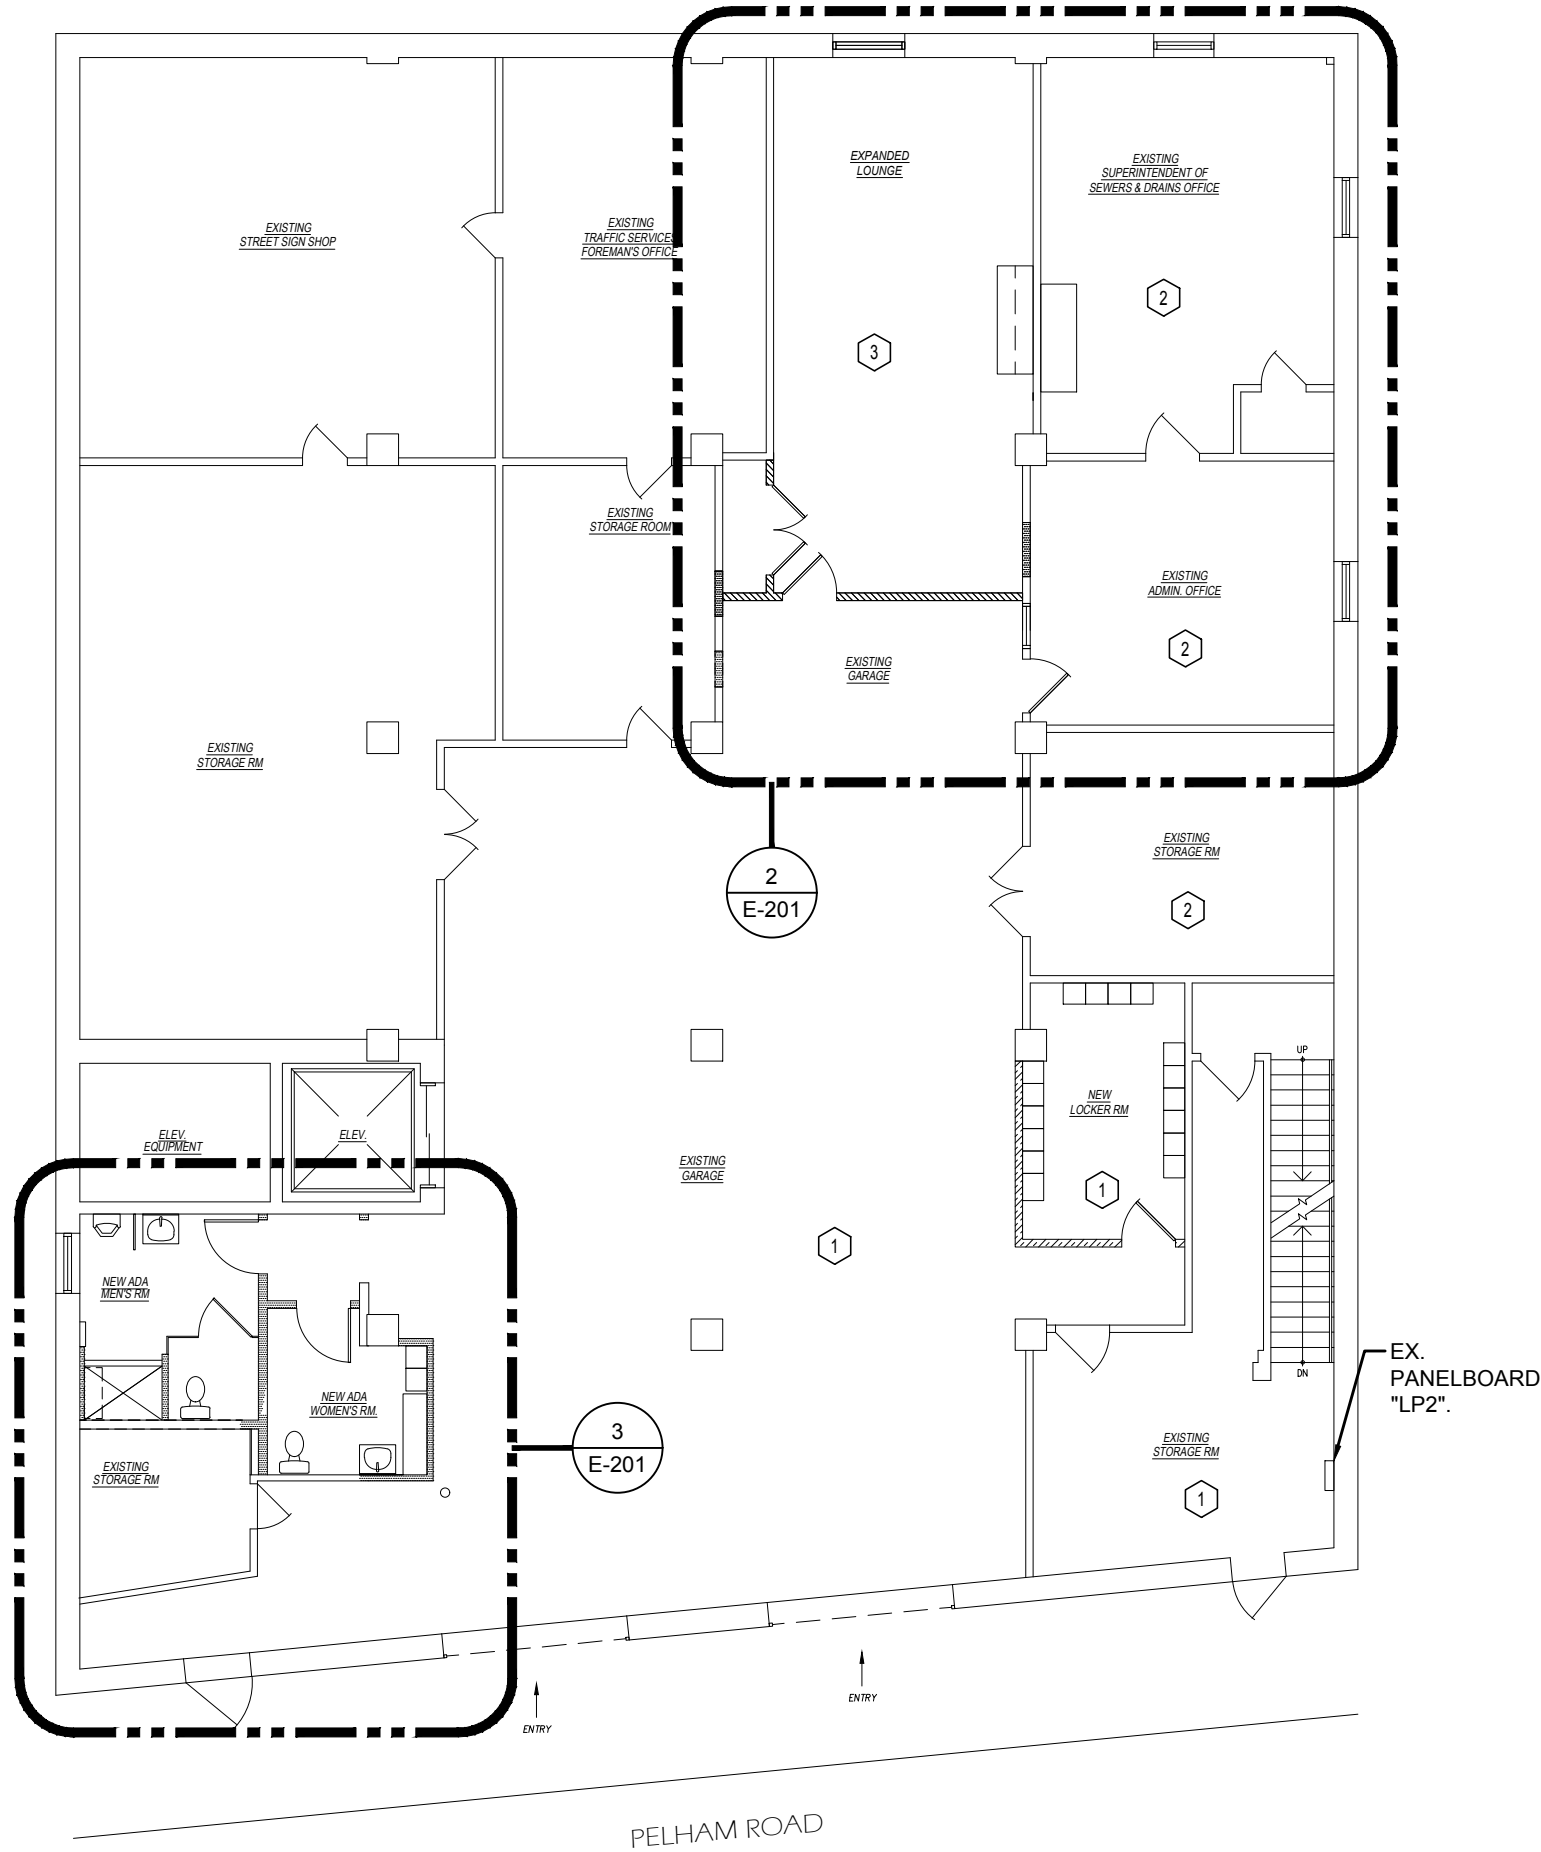 EXPANDED
LOUNGE
EXISTING
SUPERINTENDENT OF
SEWERS & DRAINS OFFICE
EXISTING
STREET SIGN SHOP
EXISTING
TRAFFIC SERVICES
FOREMAN'S OFFICE
2
3
EXISTING
STORAGE ROOM
EXISTING
ADMIN. OFFICE
2
EXISTING
GARAGE
EXISTING
STORAGE RM
2
E-201
EXISTING
STORAGE RM
2
UP
NEW
LOCKER RM
1
ELEV.
EQUIPMENT
ELEV.
EXISTING
GARAGE
1
NEW ADA
MEN'S RM
NEW ADA
WOMEN'S RM.
DN
EX.
PANELBOARD
"LP2".
3
E-201
EXISTING
STORAGE RM
EXISTING
STORAGE RM
1
ENTRY
ENTRY
PELHAM ROAD